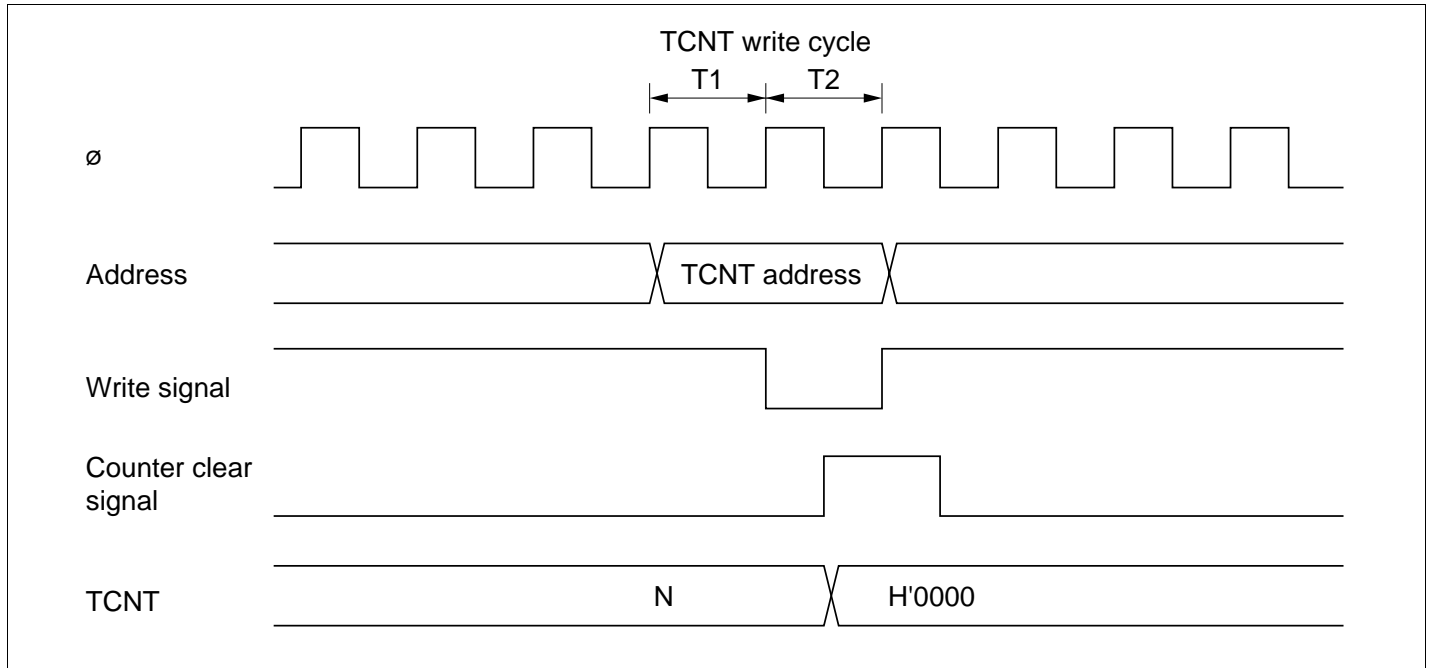 TCNT write cycle
T1 T2
ø
Address
TCNT address
Write signal
Counter clear
signal
TCNT
N
H'0000